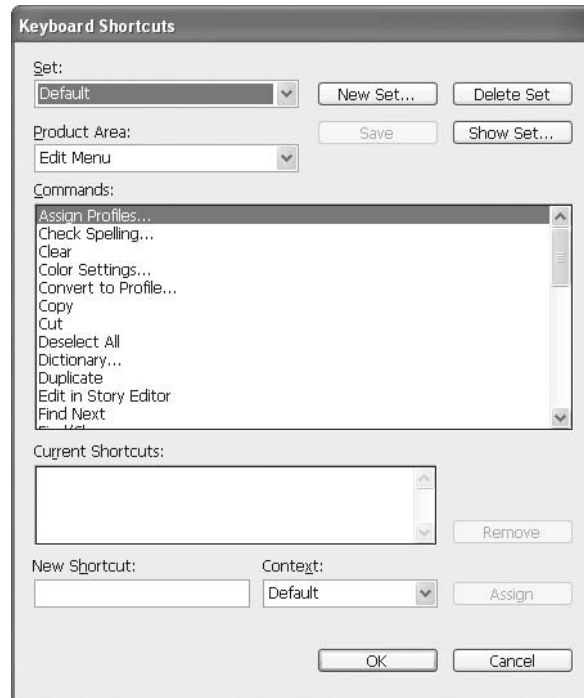 Keyboard Shortcuts
Set:
Default
New Set...
Delete Set
Product Area:
Save
Show Set...
Edit Menu
Commands:
Assign Profiles...
Check Spelling...
Clear
Color Settings...
Convert to Profile...
Copy
Cut
Deselect All
Dictionary...
Duplicate
Edit in Story Editor
Find Next
Current Shortcuts:
Remove
New Shortcut:
Context:
Default
Assign
OK
Cancel